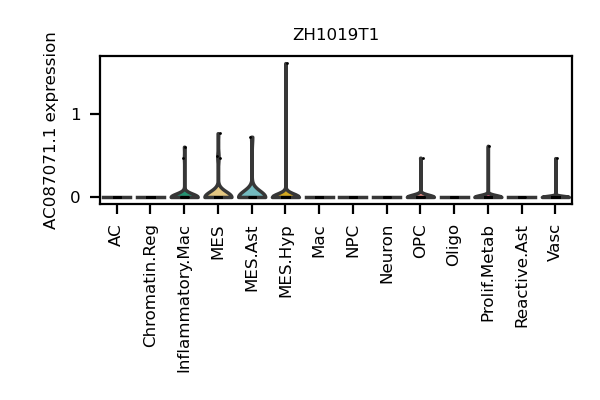 ZH1019T1
AC087071.1 expression
1
0
AC
Chromatin.Reg
Inflammatory.Mac
MES
MES.Ast
MES.Hyp
Mac
NPC
Neuron
OPC
Oligo
Prolif.Metab
Reactive.Ast
Vasc